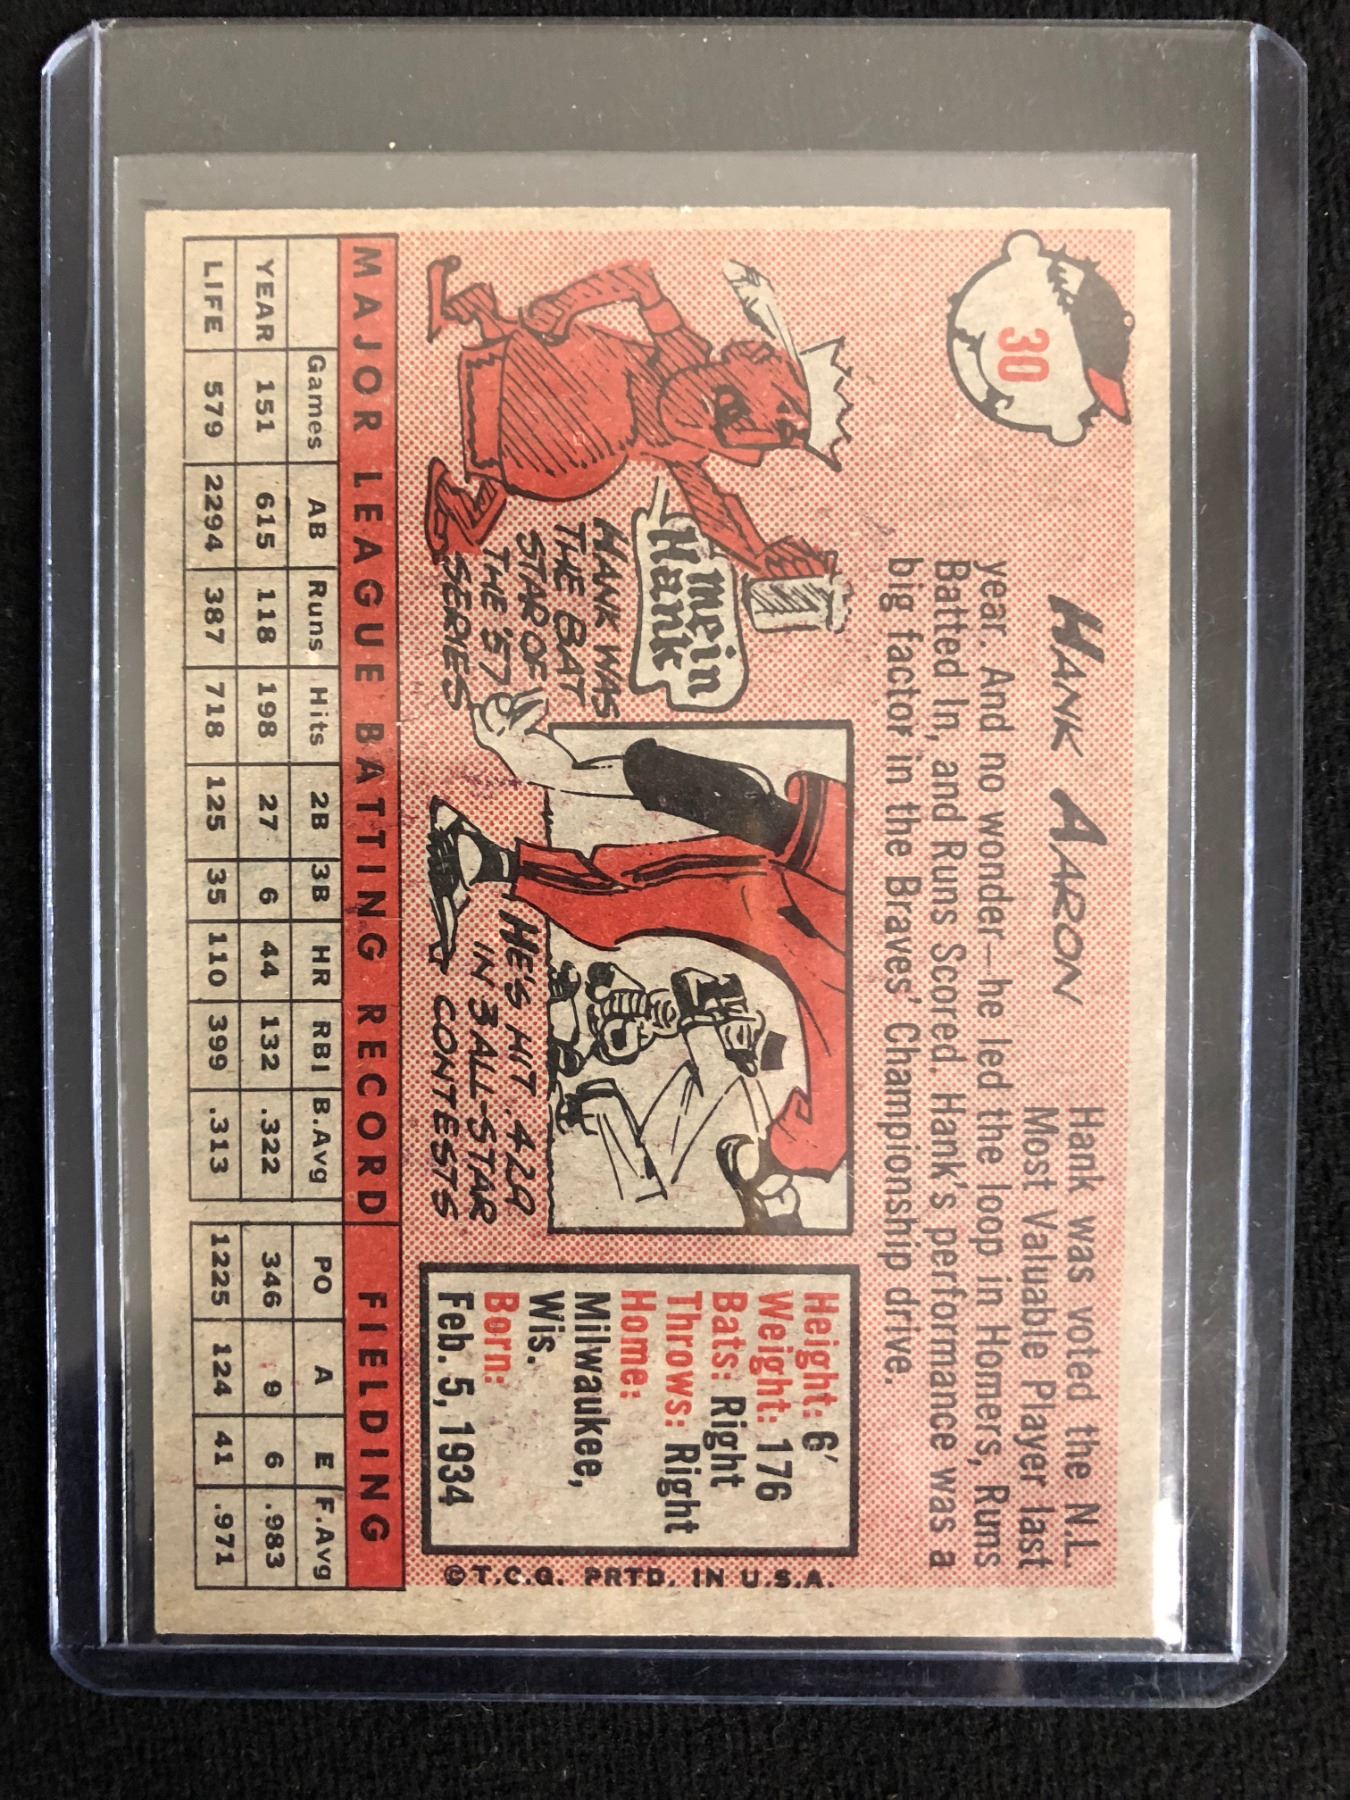 30
HANK AARON
Hank was voted the N.L.
Most Valuable Player last
year. And no wonder—he led the loop in Homers, Runs
Batted In, and Runs Scored. Hank's performance was a
big factor in the Braves' Championship drive.
mein
Hank
HANK WAS
THE BAT
STAR OF
THE '57
SERIES
HE'S HIT .429
IN 3 ALL-STAR
CONTESTS
Height: 6'
Weight: 176
Bats: Right
Throws: Right
Home:
Milwaukee,
Wis.
Born:
Feb. 5, 1934
© T.C.G. PRTD. IN U.S.A.
MAJOR LEAGUE BATTING RECORD FIELDING
Games AB Runs Hits 2B 3B HR RBI B.Avg PO A E F.Avg
YEAR 151 615 118 198 27 6 44 132 .322 346 9 6 .983
LIFE 579 2294 387 718 125 35 110 399 .313 1225 124 41 .971